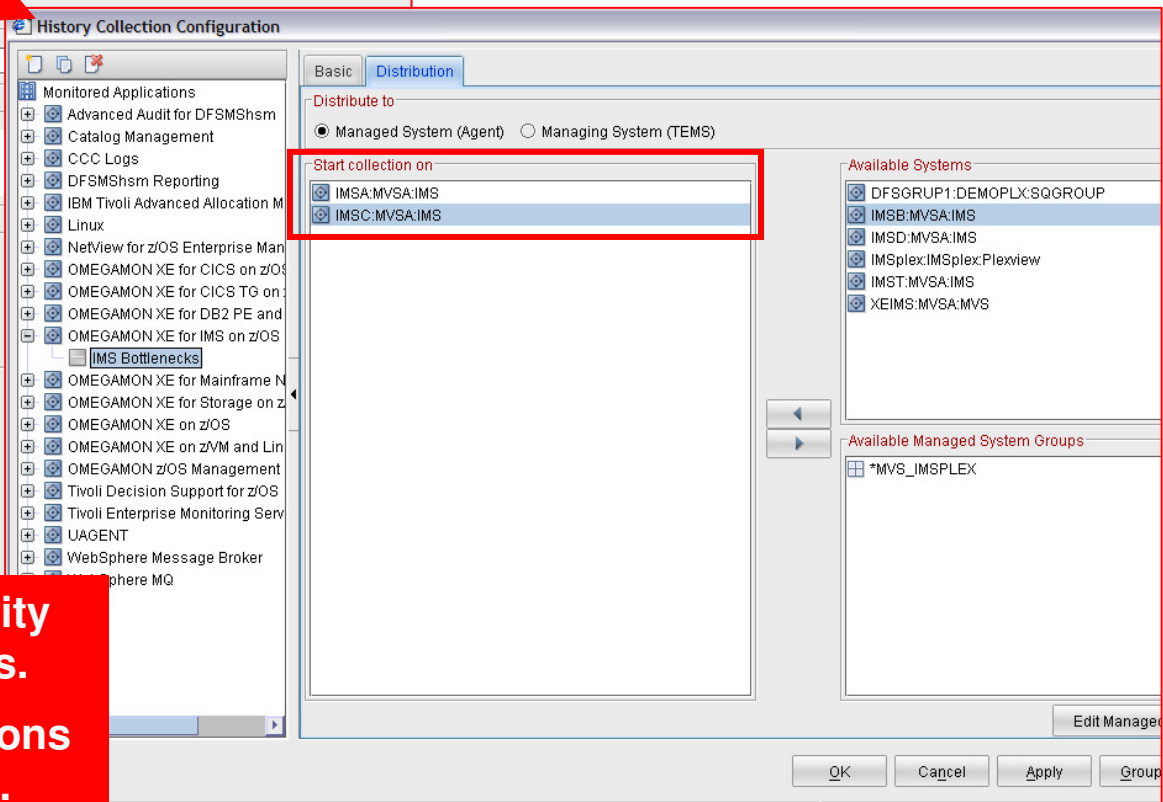 History Collection Configuration
Monitored Applications
Advanced Audit for DFSMShsm
Catalog Management
CCC Logs
DFSMShsm Reporting
IBM Tivoli Advanced Allocation M
Linux
NetView for z/OS Enterprise Man
OMEGAMON XE for CICS on z/OS
OMEGAMON XE for CICS TG on
OMEGAMON XE for DB2 PE and
OMEGAMON XE for IMS on z/OS
IMS Bottlenecks
OMEGAMON XE for Mainframe N
OMEGAMON XE for Storage on z
OMEGAMON XE on z/OS
OMEGAMON XE on z/VM and Lin
OMEGAMON z/OS Management
Tivoli Decision Support for z/OS
Tivoli Enterprise Monitoring Serv
UAGENT
WebSphere Message Broker
phere MQ
ity
s.
ons
.
Basic Distribution
Distribute to
Managed System (Agent) Managing System (TEMS)
Start collection on
IMSA:MVSA:IMS
IMSC:MVSA:IMS
Available Systems
DFSGRUP1:DEMOPLX:SQGROUP
IMSB:MVSA:IMS
IMSD:MVSA:IMS
IMSplex:IMSplex:Plexview
IMST:MVSA:IMS
XEIMS:MVSA:MVS
Available Managed System Groups
*MVS_IMSPLEX
Edit Managed
OK Cancel Apply Group